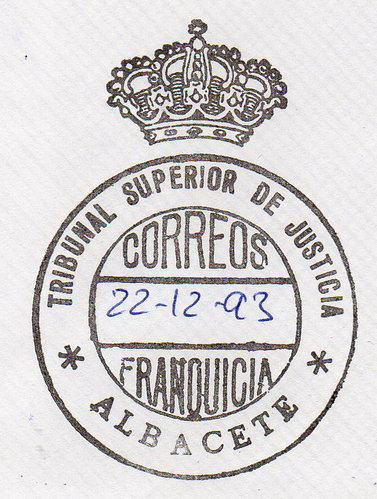 TRIBUNAL SUPERIOR DE JUSTICIA
CORREOS
22-12-93
FRANQUICIA
* ALBACETE *